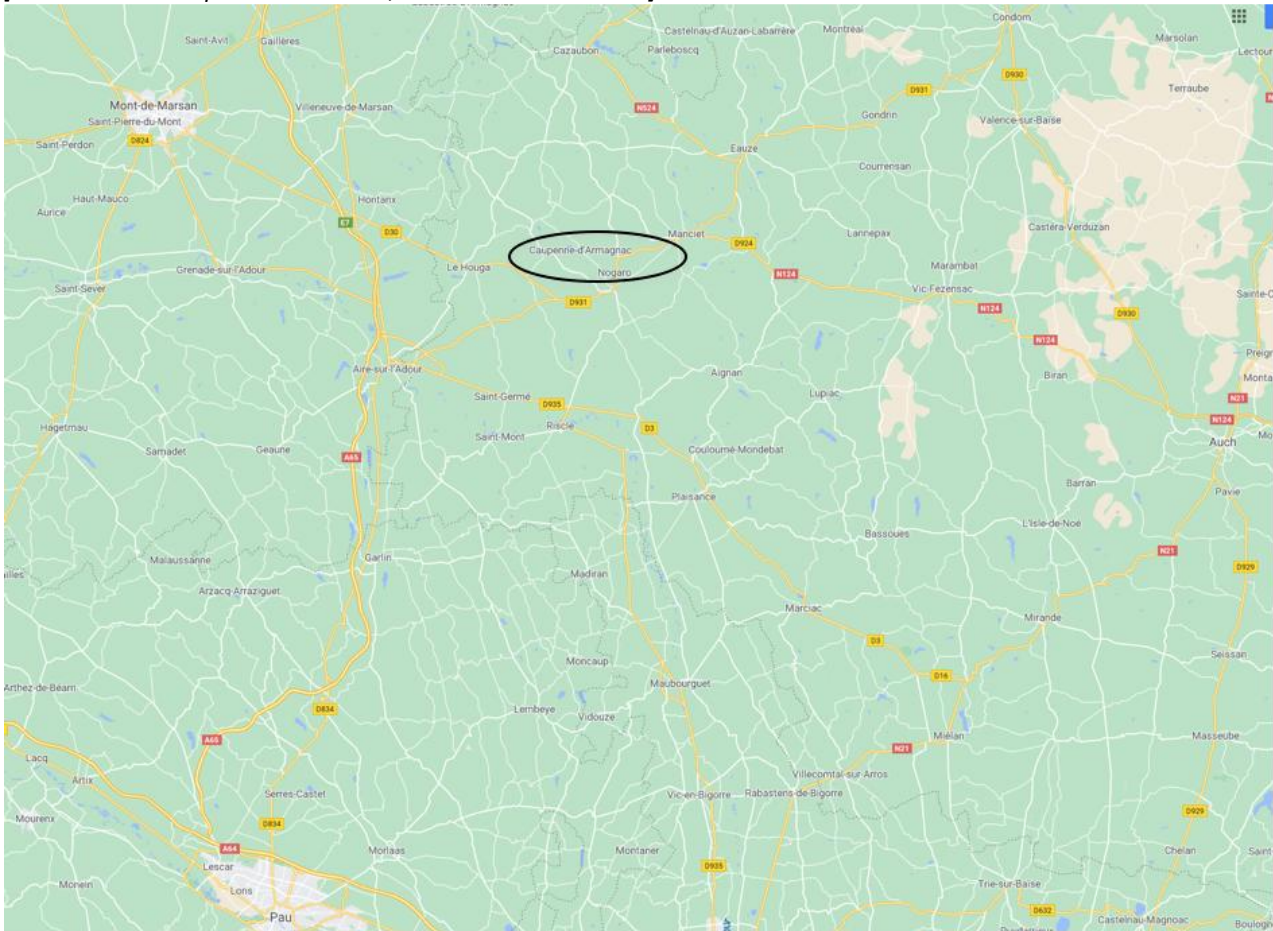 Condom
Saint-Avit
Gaillères
Castelnau-d'Auzan-Labarrère
Montréal
Marsolan
Cazaubon
Parleboscq
Lectour
D930
Terraube
D931
Mont-de-Marsan
Villeneuve-de-Marsan
N524
Gondrin
Saint-Pierre-du-Mont
Valence-sur-Baïse
D824
Saint-Perdon
Eauze
Courrensan
Haut-Mauco
Hontanx
Aurice
E7
D30
Castéra-Verduzan
Manciet
Lannepax
D924
Caupenne-d'Armagnac
Le Houga
Nogaro
Marambat
Grenade-sur-l'Adour
N124
Saint-Sever
Vic-Fezensac
D931
N124
D930
N124
Preign
Aire-sur-l'Adour
Aignan
Biran
Monta
Saint-Germé
Lupiac
N21
D935
N124
Hagetmau
Riscle
D3
Saint-Mont
Auch
Samadet
Geaune
A65
Couloumé-Mondebat
Barran
Plaisance
Pavie
L'Isle-de-Noé
Bassoues
N21
Malaussanne
Garlin
D929
Madiran
Arzacq-Arraziguet
Marciac
Mirande
D3
Seissan
Moncaup
D16
Arthez-de-Béarn
Maubourguet
Lembeye
D834
Vidouze
A65
Miélan
Masseube
N21
Lacq
Artix
Villecomtal-sur-Arros
Serres-Castet
Vic-en-Bigorre
Rabastens-de-Bigorre
D929
Mourenx
D834
A64
Morlaas
Montaner
Chelan
Saint
Lescar
D935
Monein
Lons
Trie-sur-Baïse
D632
Pau
Castelnau-Magnoac
Boulogn